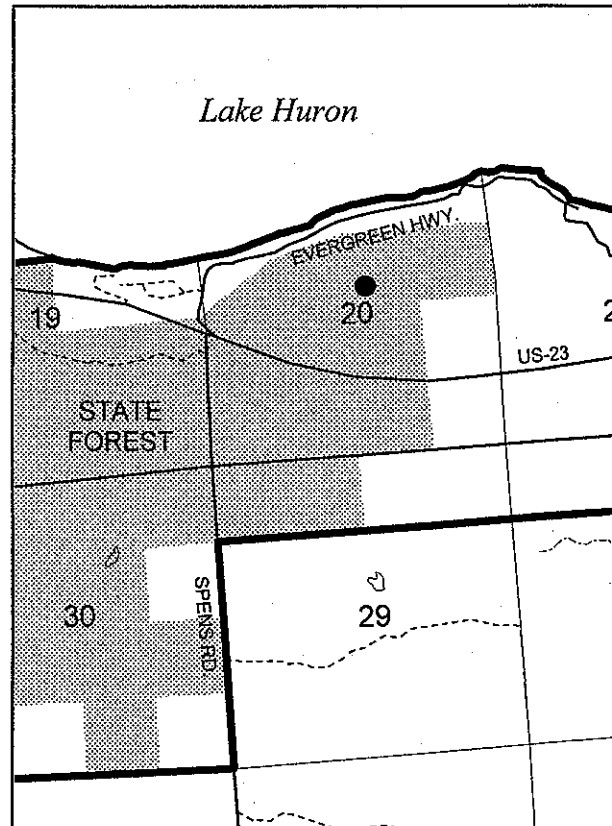 Lake Huron
EVERGREEN HWY.
19
20
US-23
STATE
FOREST
30
SPENS RD.
29